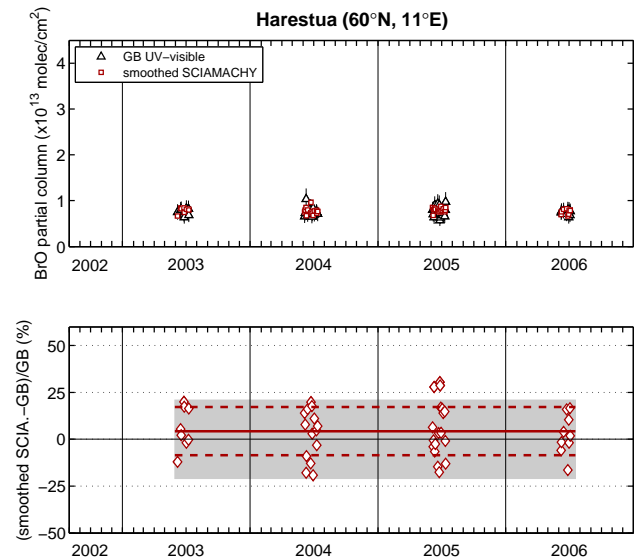 Harestua (60°N, 11°E)
BrO partial column (x10¹³ molec/cm²)
4
3
2
1
0
GB UV−visible
smoothed SCIAMACHY
2002 2003 2004 2005 2006
(smoothed SCIA.−GB)/GB (%)
50
25
0
−25
−50
2002 2003 2004 2005 2006